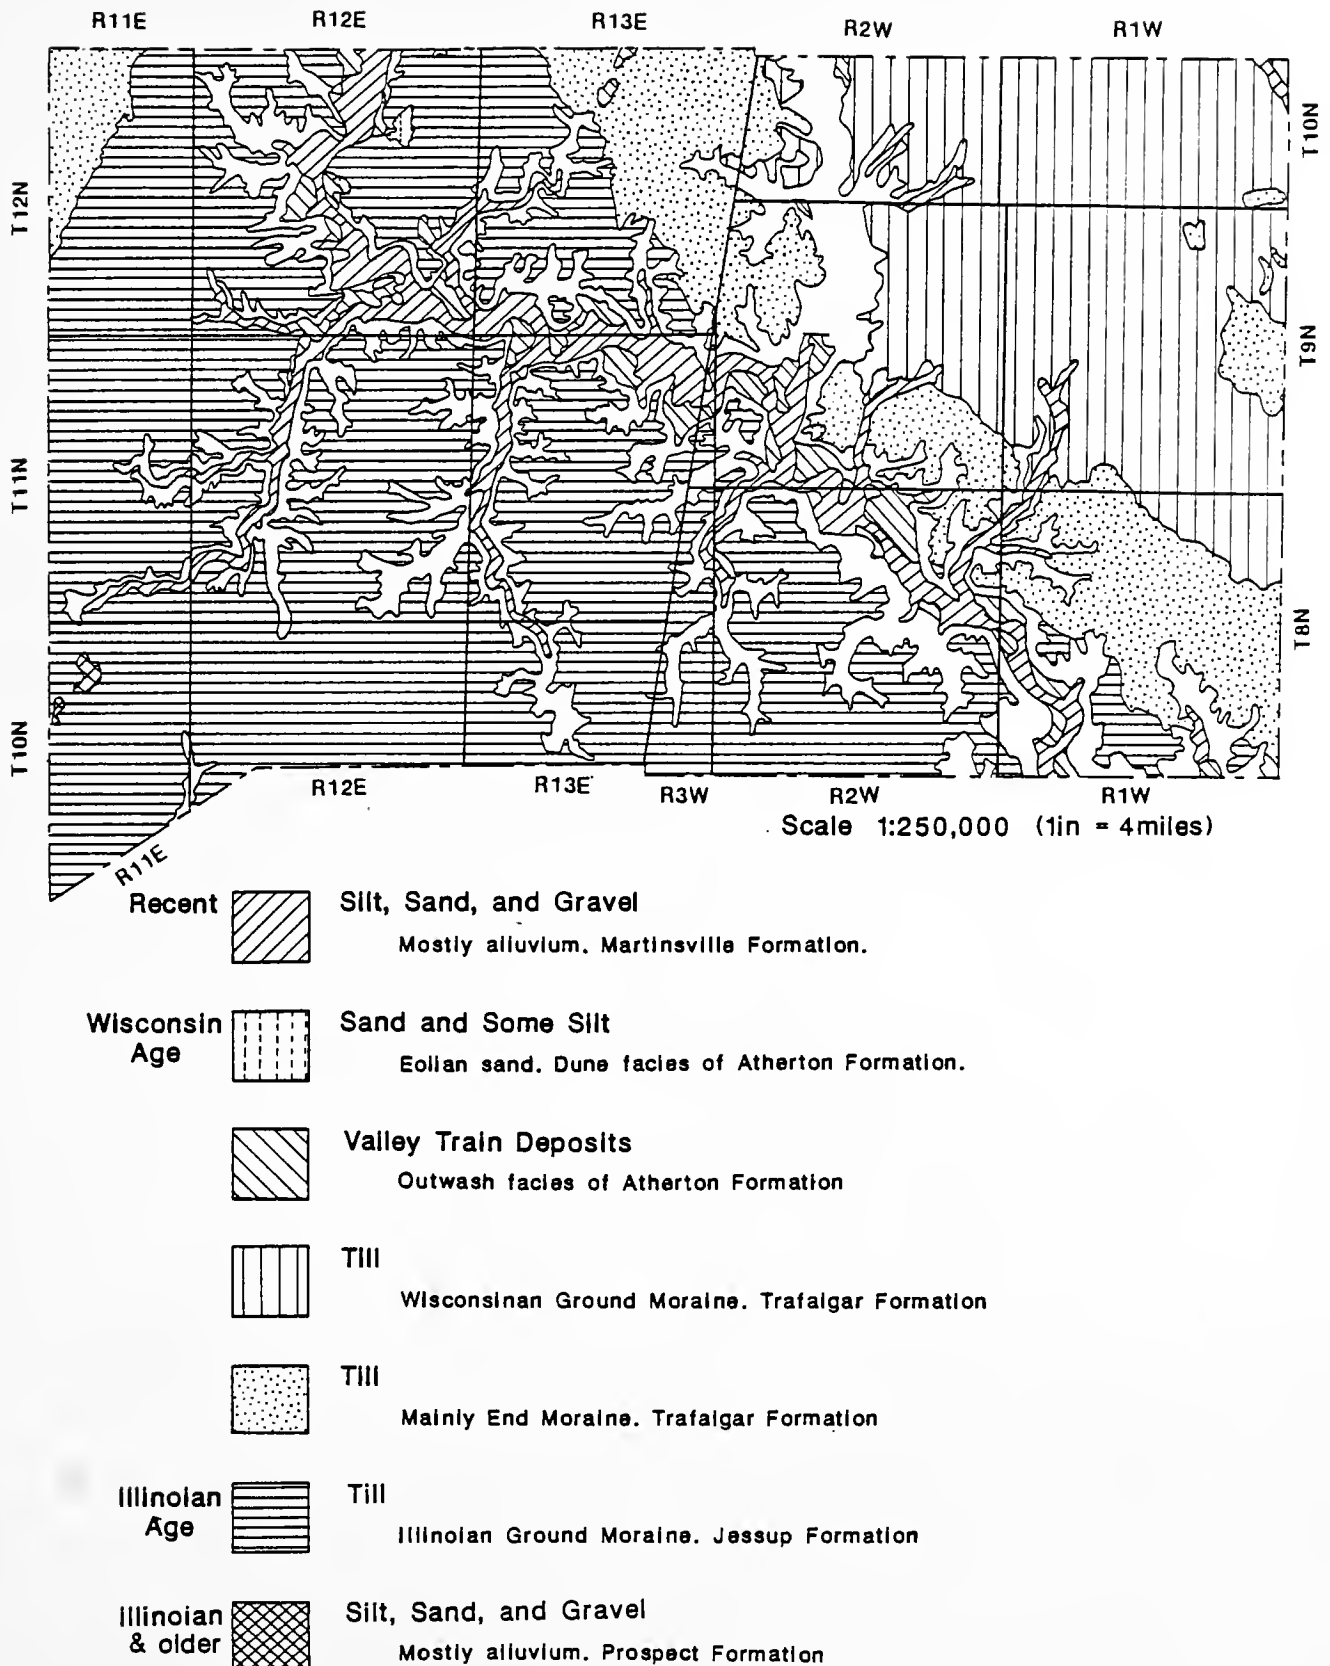 R11E R12E R13E R2W R1W
T10N
T12N
T9N
T11N
T8N
T10N
R12E R13E R3W R2W R1W
Scale 1:250,000 (1in = 4miles)
R11E
Recent
Silt, Sand, and Gravel
Mostly alluvium. Martinsville Formation.
Wisconsin
Age
Sand and Some Silt
Eolian sand. Dune facies of Atherton Formation.
Valley Train Deposits
Outwash facies of Atherton Formation
Till
Wisconsinan Ground Moraine. Trafalgar Formation
Till
Mainly End Moraine. Trafalgar Formation
Illinoian
Age
Till
Illinoian Ground Moraine. Jessup Formation
Illinoian
& older
Silt, Sand, and Gravel
Mostly alluvium. Prospect Formation